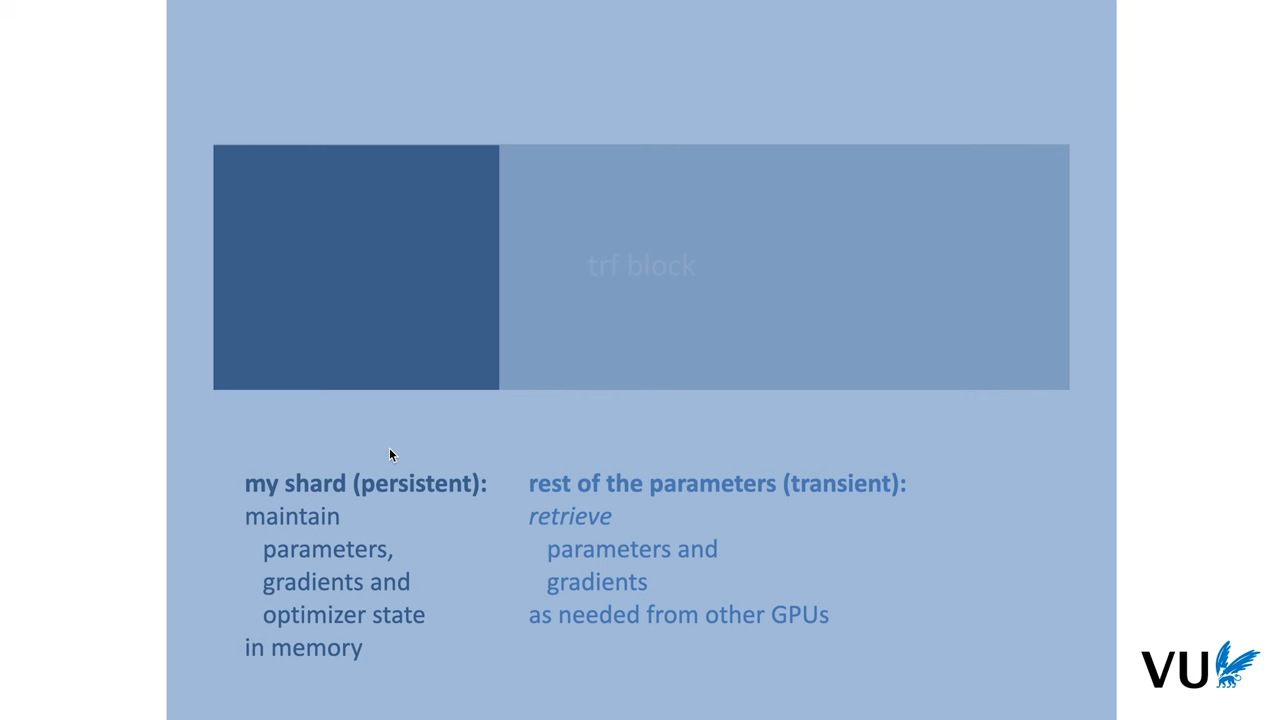 trf block
my shard (persistent):
maintain
parameters,
gradients and
optimizer state
in memory
rest of the parameters (transient):
retrieve
parameters and
gradients
as needed from other GPUs
VU